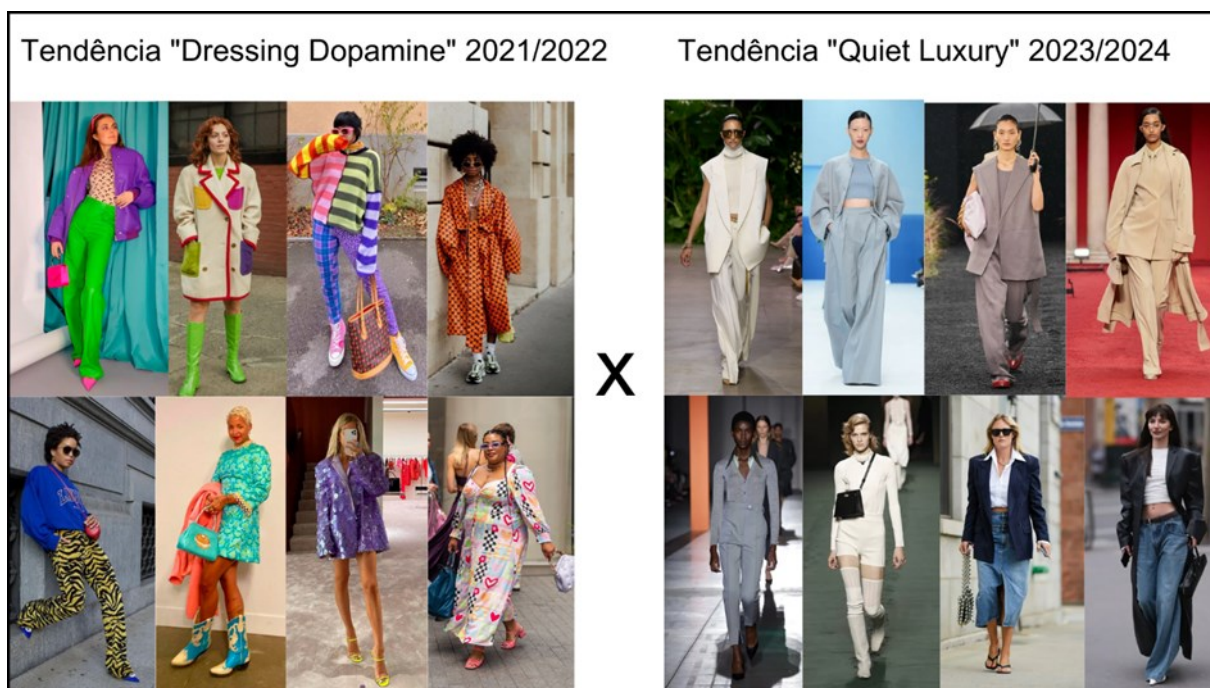 Tendência "Dressing Dopamine" 2021/2022
Tendência "Quiet Luxury" 2023/2024
X